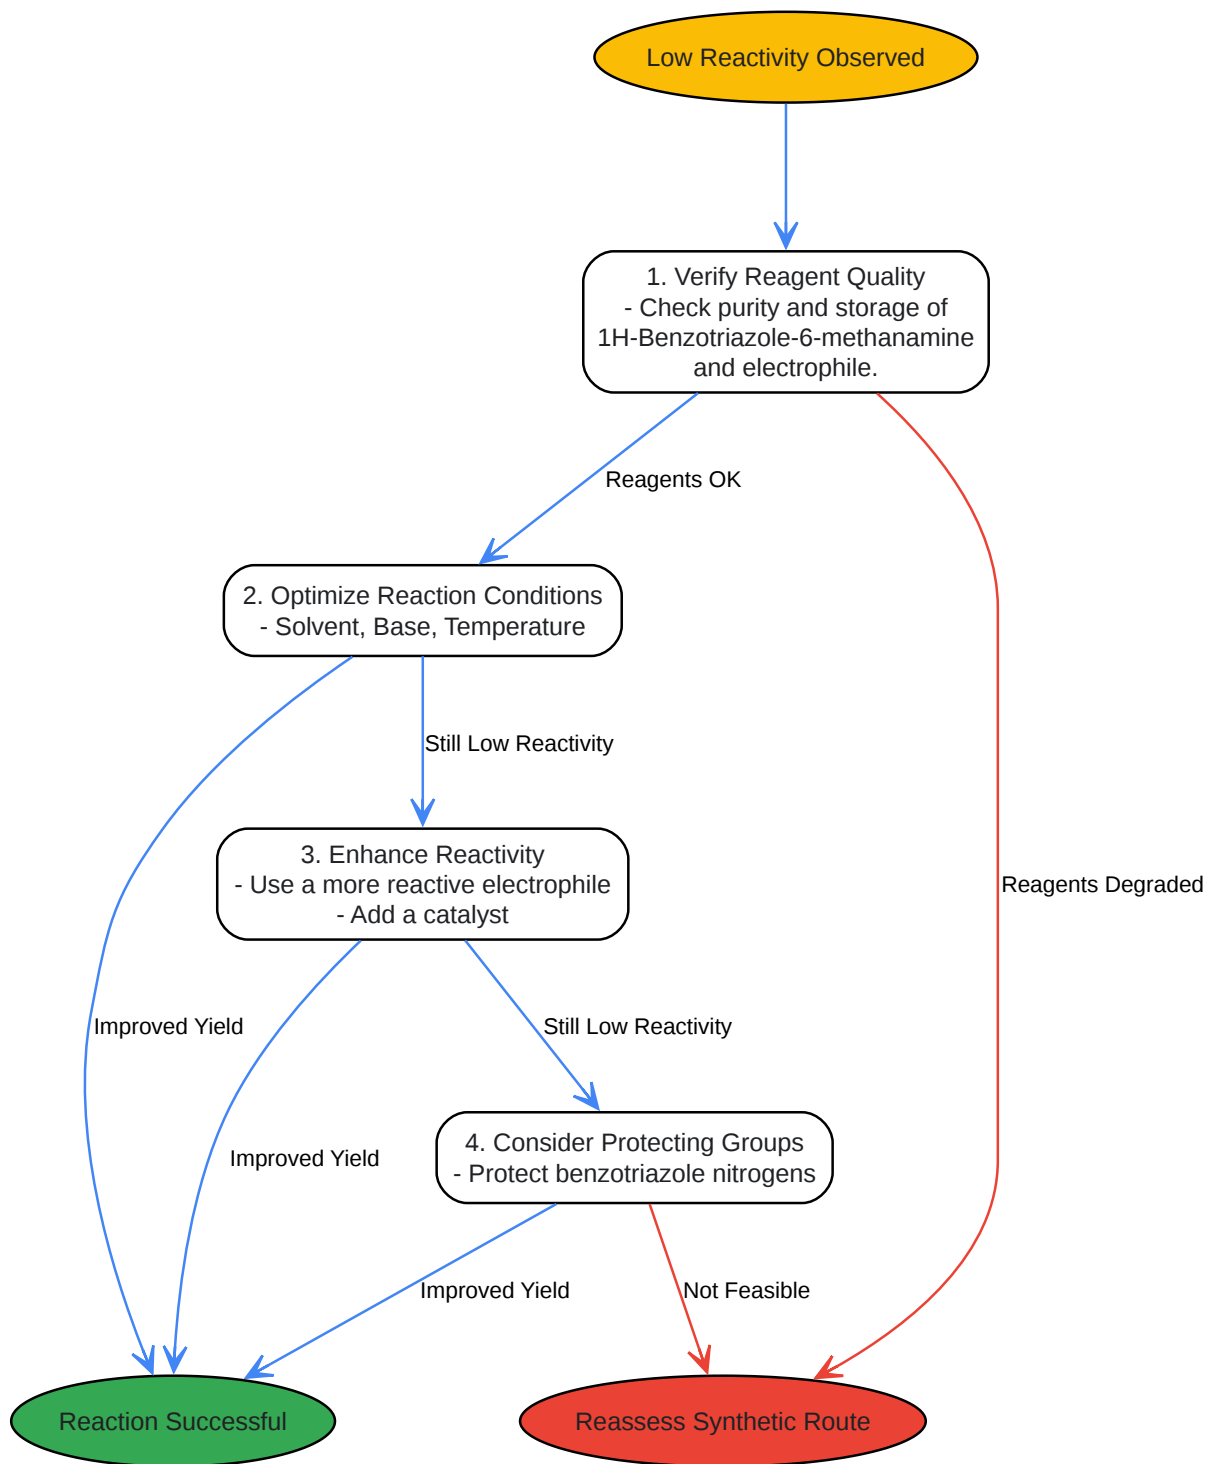 Low Reactivity Observed
1. Verify Reagent Quality
- Check purity and storage of
1H-Benzotriazole-6-methanamine
and electrophile.
Reagents OK
2. Optimize Reaction Conditions
- Solvent, Base, Temperature
Still Low Reactivity
3. Enhance Reactivity
- Use a more reactive electrophile
- Add a catalyst
Reagents Degraded
Improved Yield
Still Low Reactivity
4. Consider Protecting Groups
- Protect benzotriazole nitrogens
Improved Yield
Improved Yield
Not Feasible
Reaction Successful
Reassess Synthetic Route